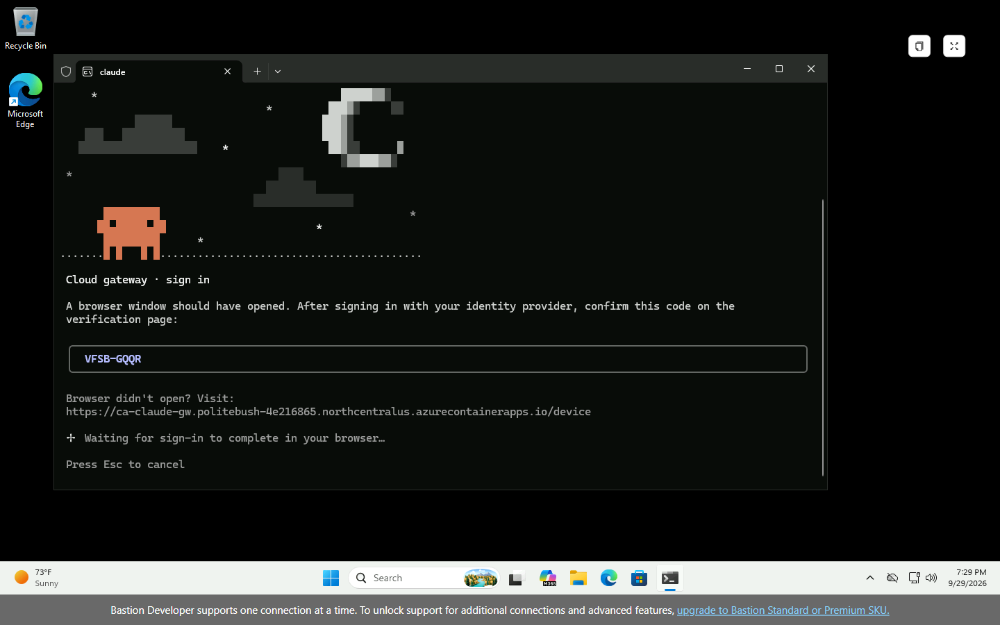 Recycle Bin
Microsoft
Edge
claude
Cloud gateway · sign in
A browser window should have opened. After signing in with your identity provider, confirm this code on the
verification page:
VFSB-GQQR
Browser didn't open? Visit:
https://ca-claude-gw.politebush-4e216865.northcentralus.azurecontainerapps.io/device
Waiting for sign-in to complete in your browser…
Press Esc to cancel
73°F
Sunny
Search
M365
7:29 PM
9/29/2026
Bastion Developer supports one connection at a time. To unlock support for additional connections and advanced features, upgrade to Bastion Standard or Premium SKU.